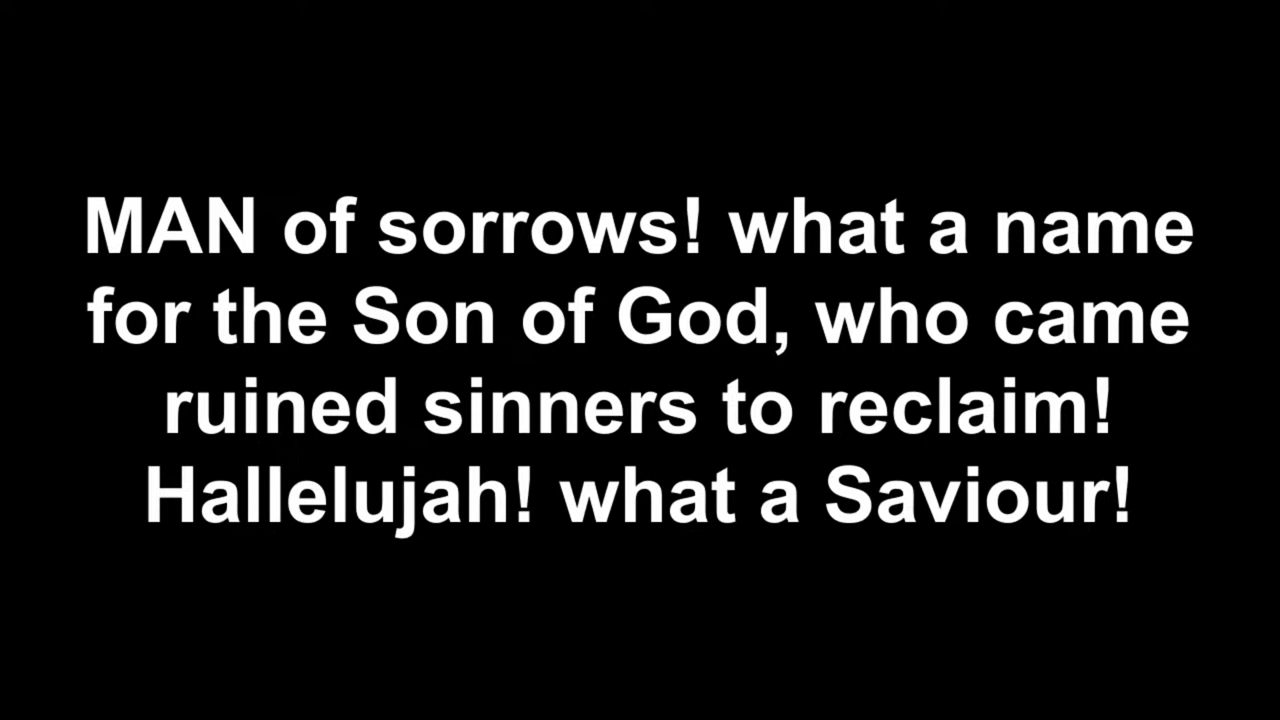 MAN of sorrows! what a name
for the Son of God, who came
ruined sinners to reclaim!
Hallelujah! what a Saviour!